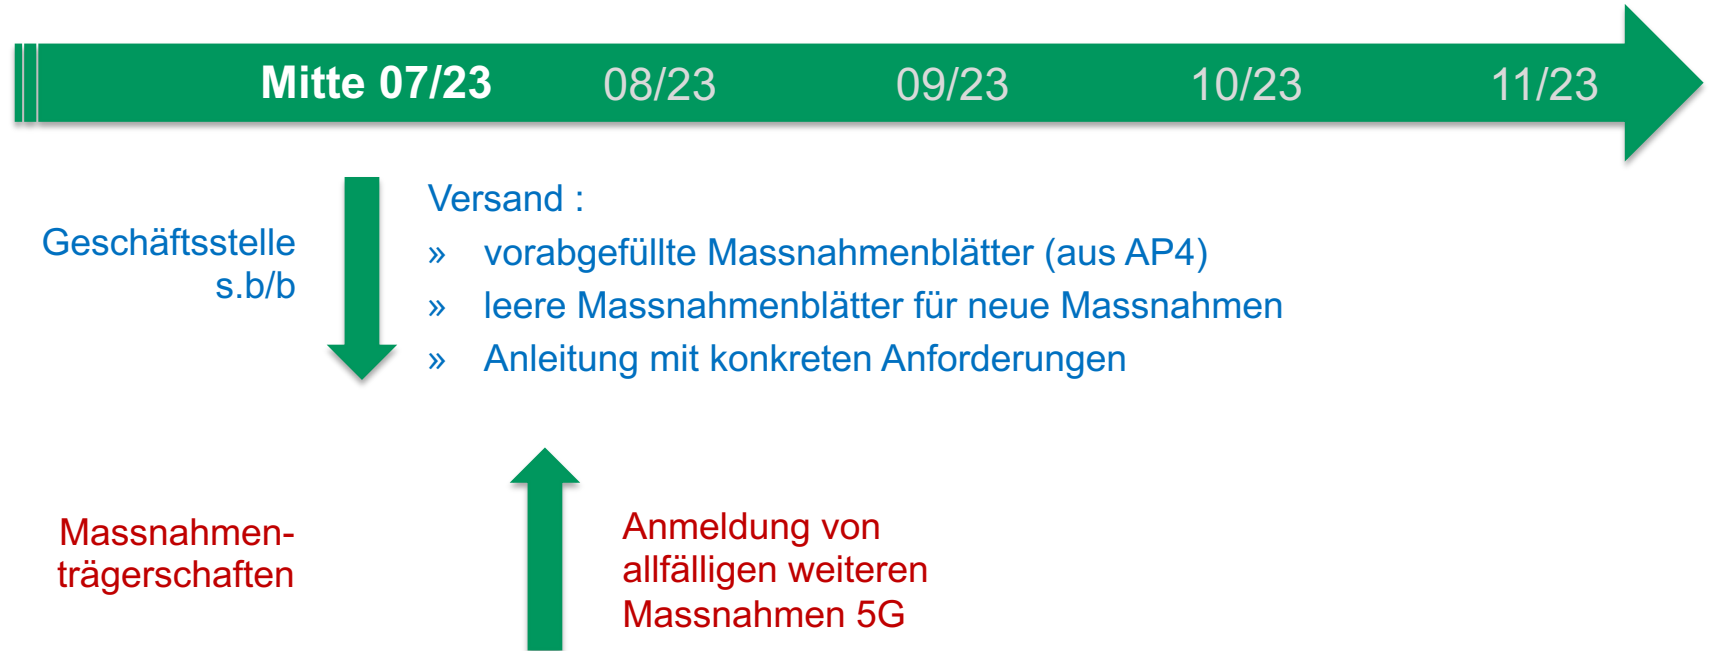 Mitte 07/23 08/23 09/23 10/23 11/23
Geschäftsstelle
s.b/b
Versand :
» vorabgefüllte Massnahmenblätter (aus AP4)
» leere Massnahmenblätter für neue Massnahmen
» Anleitung mit konkreten Anforderungen
Massnahmen-
trägerschaften
Anmeldung von
allfälligen weiteren
Massnahmen 5G